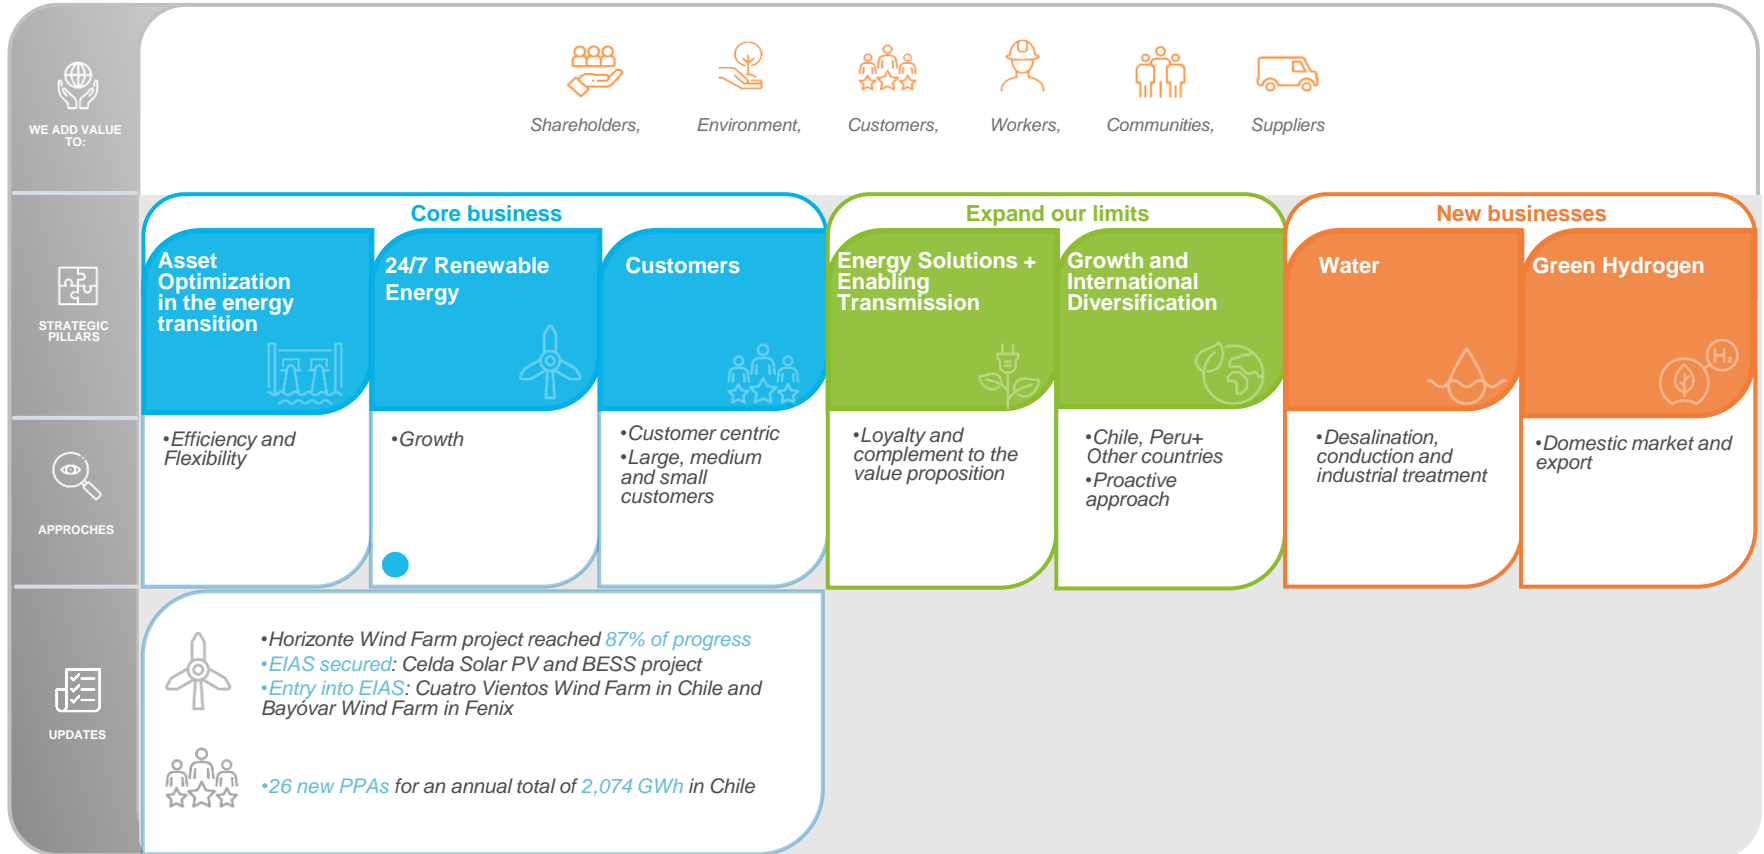 WE ADD VALUE
TO:
Shareholders,
Environment,
Customers,
Workers,
Communities,
Suppliers
STRATEGIC
PILLARS
Core business
Asset
Optimization
in the energy
transition
24/7 Renewable
Energy
Customers
Expand our limits
Energy Solutions +
Enabling
Transmission
Growth and
International
Diversification
New businesses
Water
Green Hydrogen
H₂
APPROCHES
•Efficiency and
Flexibility
•Growth
•Customer centric
•Large, medium
and small
customers
•Loyalty and
complement to the
value proposition
•Chile, Peru+
Other countries
•Proactive
approach
•Desalination,
conduction and
industrial treatment
•Domestic market and
export
UPDATES
•Horizonte Wind Farm project reached 87% of progress
•EIAS secured: Celda Solar PV and BESS project
•Entry into EIAS: Cuatro Vientos Wind Farm in Chile and
Bayóvar Wind Farm in Fenix
•26 new PPAs for an annual total of 2,074 GWh in Chile